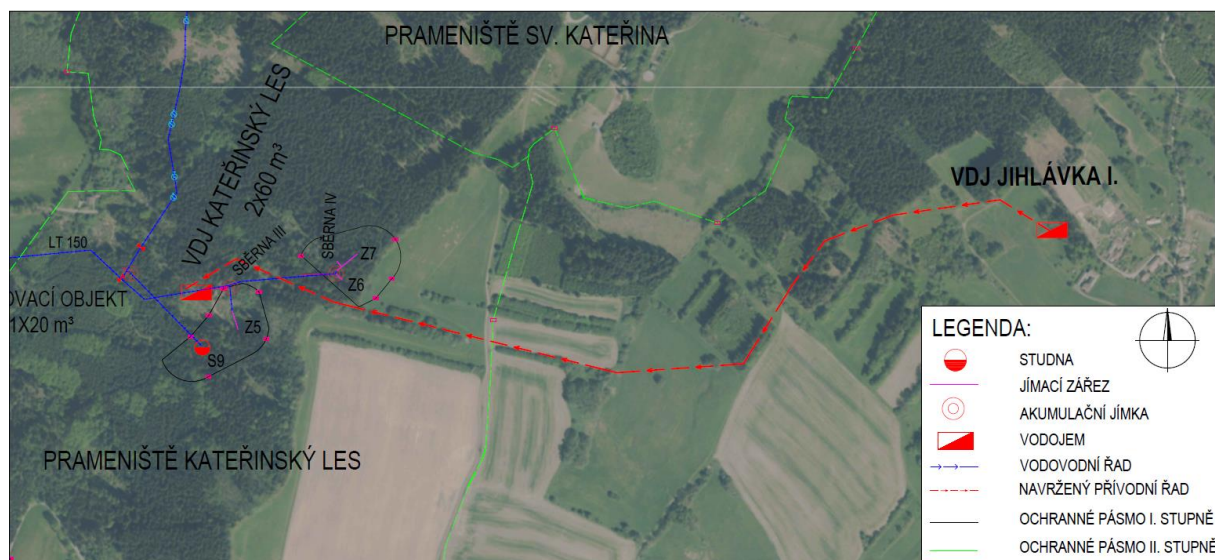 PRAMENIŠTĚ SV. KATEŘINA
VDJ KATEŘINSKÝ LES
2x60 m³
VDJ JIHLÁVKA I.
LT 150
SBĚRNA III
SBĚRNA IV
Z7
Z6
Z5
S9
OVACÍ OBJEKT
1X20 m³
PRAMENIŠTĚ KATEŘINSKÝ LES
LEGENDA:
STUDNA
JÍMACÍ ZÁŘEZ
AKUMULAČNÍ JÍMKA
VODOJEM
VODOVODNÍ ŘAD
NAVRŽENÝ PŘÍVODNÍ ŘAD
OCHRANNÉ PÁSMO I. STUPNĚ
OCHRANNÉ PÁSMO II. STUPNĚ